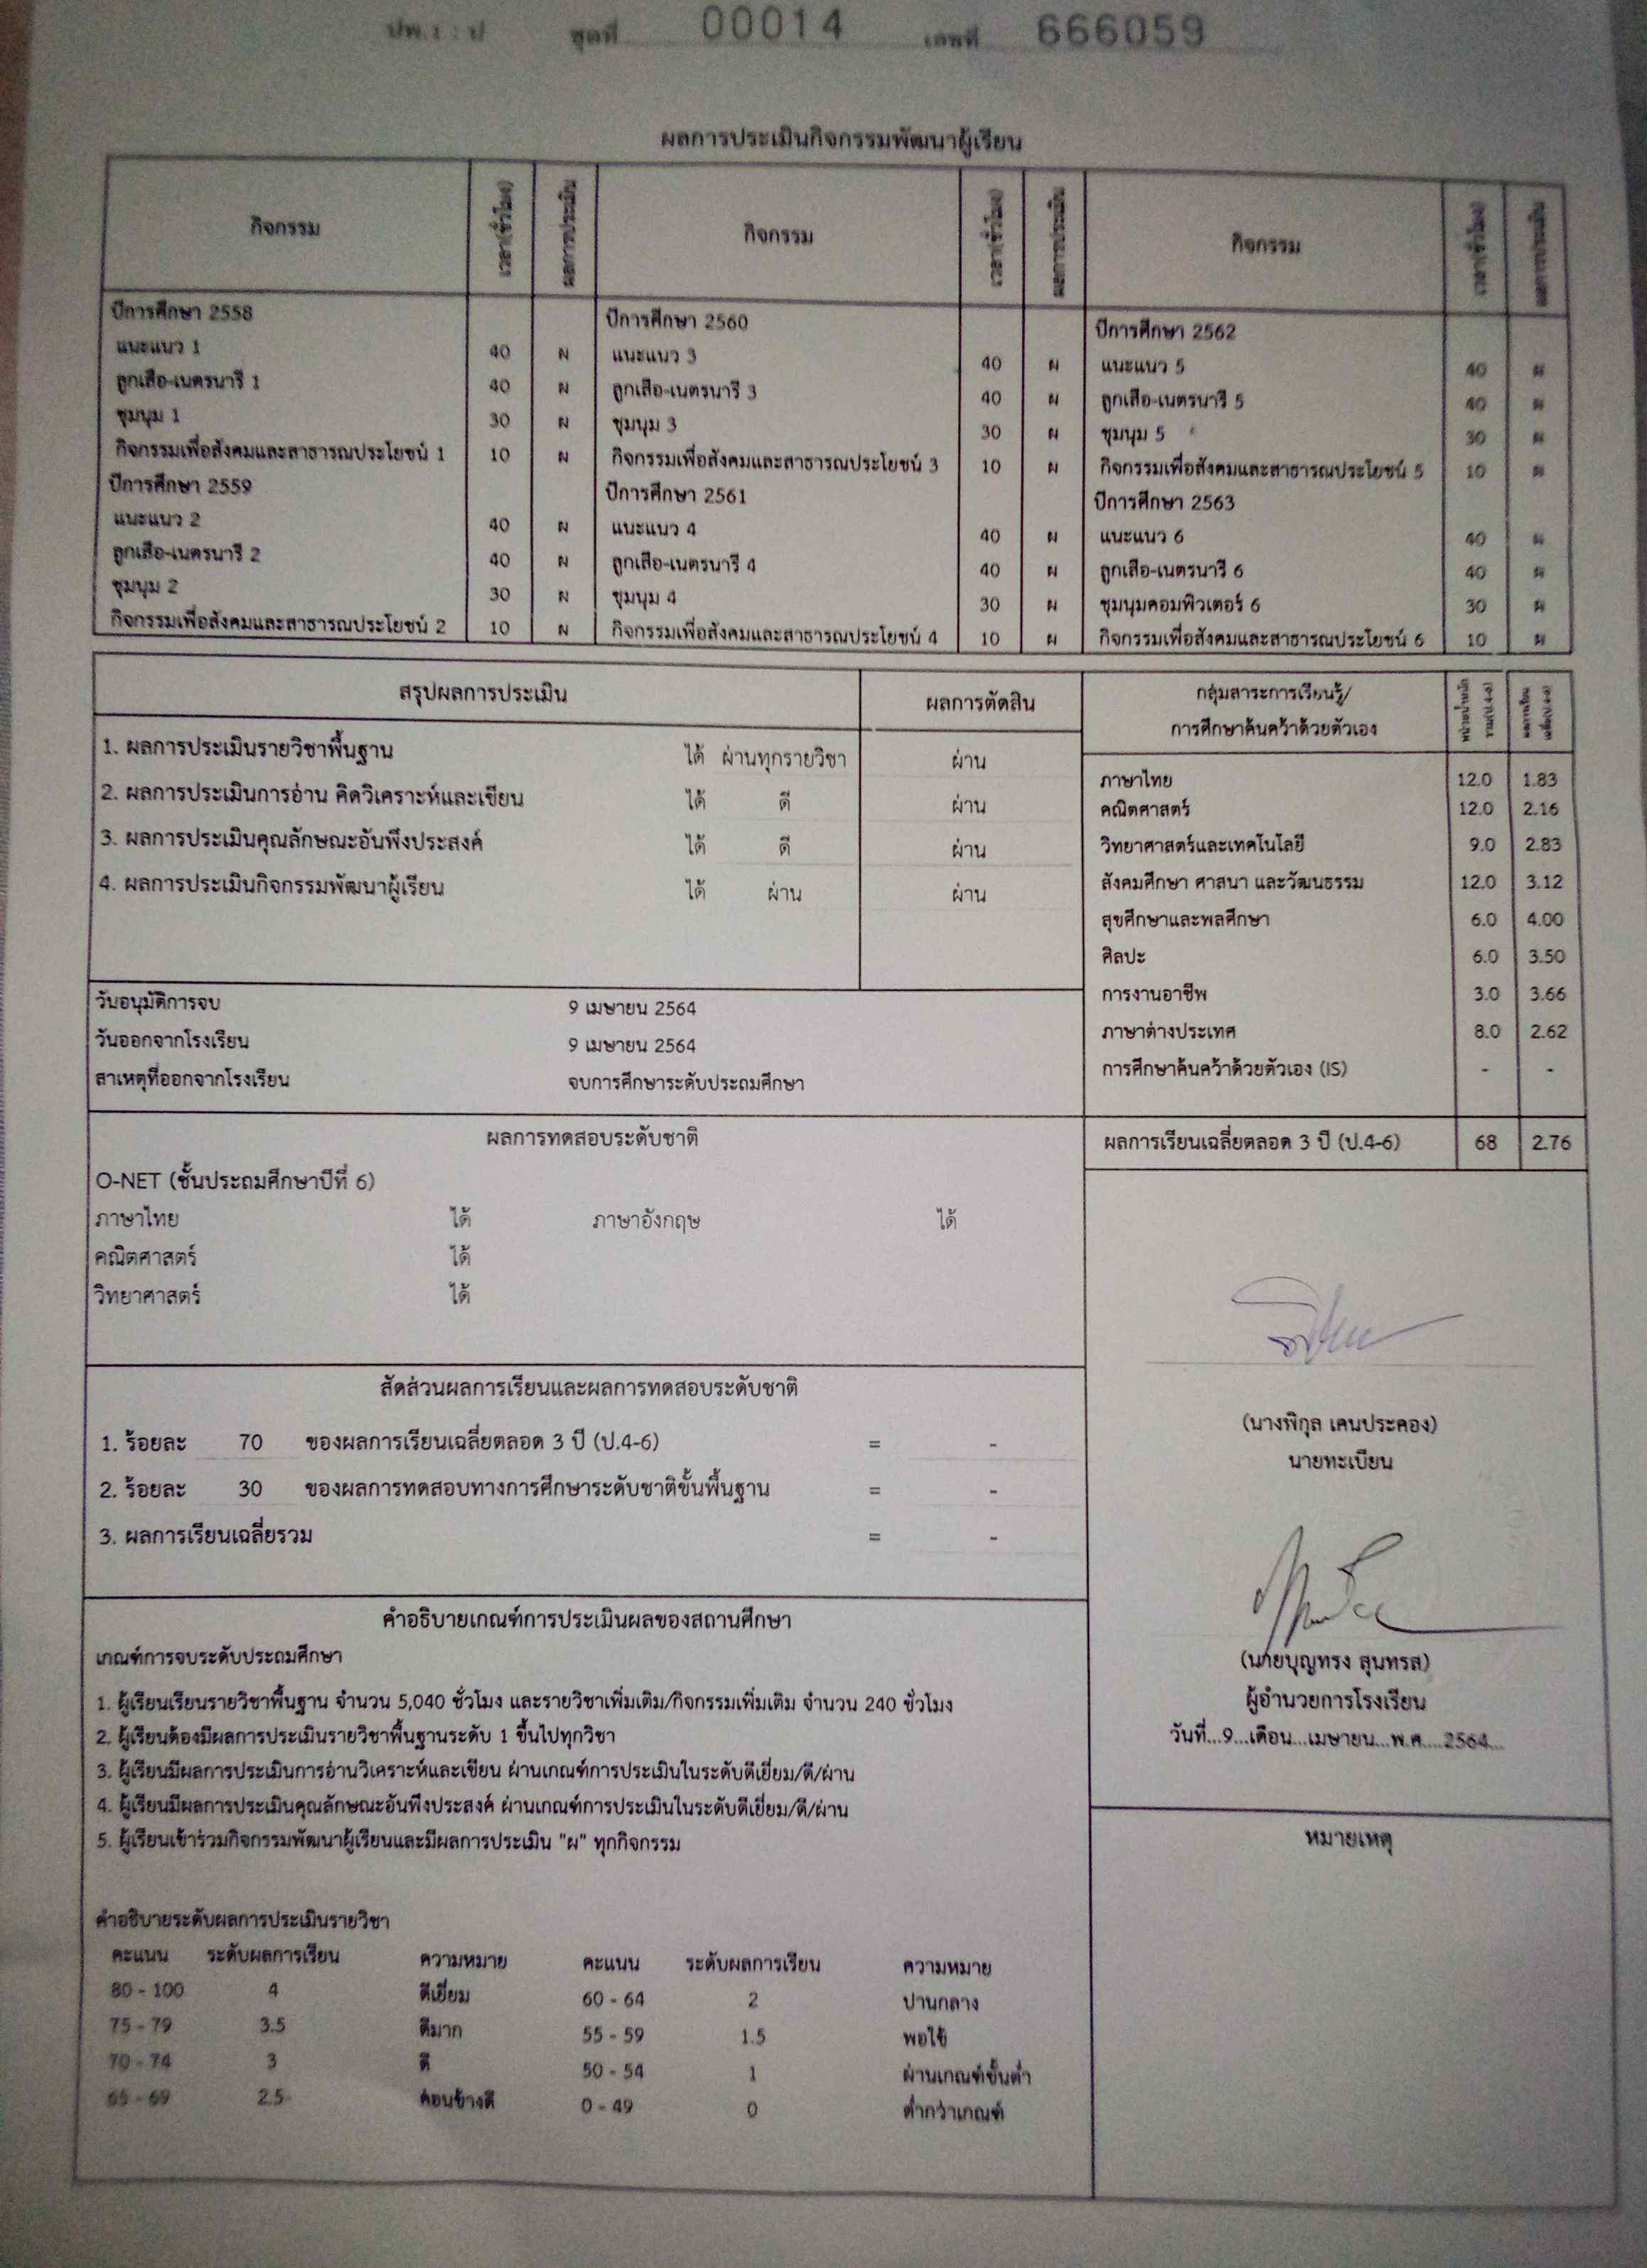 ปพ.1 : ป ชุดที่ 00014 เลขที่ 666059
ผลการประเมินกิจกรรมพัฒนาผู้เรียน
กิจกรรม เวลา(ชั่วโมง) ผลการประเมิน กิจกรรม เวลา(ชั่วโมง) ผลการประเมิน กิจกรรม เวลา(ชั่วโมง) ผลการประเมิน
ปีการศึกษา 2558 ปีการศึกษา 2560 ปีการศึกษา 2562
แนะแนว 1 40 ผ แนะแนว 3 40 ผ แนะแนว 5 40 ผ
ลูกเสือ-เนตรนารี 1 40 ผ ลูกเสือ-เนตรนารี 3 40 ผ ลูกเสือ-เนตรนารี 5 40 ผ
ชุมนุม 1 30 ผ ชุมนุม 3 30 ผ ชุมนุม 5 30 ผ
กิจกรรมเพื่อสังคมและสาธารณประโยชน์ 1 10 ผ กิจกรรมเพื่อสังคมและสาธารณประโยชน์ 3 10 ผ กิจกรรมเพื่อสังคมและสาธารณประโยชน์ 5 10 ผ
ปีการศึกษา 2559 ปีการศึกษา 2561 ปีการศึกษา 2563
แนะแนว 2 40 ผ แนะแนว 4 40 ผ แนะแนว 6 40 ผ
ลูกเสือ-เนตรนารี 2 40 ผ ลูกเสือ-เนตรนารี 4 40 ผ ลูกเสือ-เนตรนารี 6 40 ผ
ชุมนุม 2 30 ผ ชุมนุม 4 30 ผ ชุมนุมคอมพิวเตอร์ 6 30 ผ
กิจกรรมเพื่อสังคมและสาธารณประโยชน์ 2 10 ผ กิจกรรมเพื่อสังคมและสาธารณประโยชน์ 4 10 ผ กิจกรรมเพื่อสังคมและสาธารณประโยชน์ 6 10 ผ
สรุปผลการประเมิน ผลการตัดสิน
1. ผลการประเมินรายวิชาพื้นฐาน ได้ ผ่านทุกรายวิชา ผ่าน
2. ผลการประเมินการอ่าน คิดวิเคราะห์และเขียน ได้ ดี ผ่าน
3. ผลการประเมินคุณลักษณะอันพึงประสงค์ ได้ ดี ผ่าน
4. ผลการประเมินกิจกรรมพัฒนาผู้เรียน ได้ ผ่าน ผ่าน
วันอนุมัติการจบ 9 เมษายน 2564
วันออกจากโรงเรียน 9 เมษายน 2564
สาเหตุที่ออกจากโรงเรียน จบการศึกษาระดับประถมศึกษา
กลุ่มสาระการเรียนรู้/
การศึกษาค้นคว้าด้วยตัวเอง
ภาษาไทย 12.0 1.83
คณิตศาสตร์ 12.0 2.16
วิทยาศาสตร์และเทคโนโลยี 9.0 2.83
สังคมศึกษา ศาสนา และวัฒนธรรม 12.0 3.12
สุขศึกษาและพลศึกษา 6.0 4.00
ศิลปะ 6.0 3.50
การงานอาชีพ 3.0 3.66
ภาษาต่างประเทศ 8.0 2.62
การศึกษาค้นคว้าด้วยตัวเอง (IS) - -
ผลการเรียนเฉลี่ยตลอด 3 ปี (ป.4-6) 68 2.76
ผลการทดสอบระดับชาติ
O-NET (ชั้นประถมศึกษาปีที่ 6)
ภาษาไทย ได้ ภาษาอังกฤษ ได้
คณิตศาสตร์ ได้
วิทยาศาสตร์ ได้
สัดส่วนผลการเรียนและผลการทดสอบระดับชาติ
1. ร้อยละ 70 ของผลการเรียนเฉลี่ยตลอด 3 ปี (ป.4-6) = -
2. ร้อยละ 30 ของผลการทดสอบทางการศึกษาระดับชาติขั้นพื้นฐาน = -
3. ผลการเรียนเฉลี่ยรวม = -
(นางพิกุล เคนประคอง)
นายทะเบียน
(นายบุญทรง สุนทรส)
ผู้อำนวยการโรงเรียน
วันที่...9...เดือน...เมษายน...พ.ศ....2564...
หมายเหตุ
คำอธิบายเกณฑ์การประเมินผลของสถานศึกษา
เกณฑ์การจบระดับประถมศึกษา
1. ผู้เรียนเรียนรายวิชาพื้นฐาน จำนวน 5,040 ชั่วโมง และรายวิชาเพิ่มเติม/กิจกรรมเพิ่มเติม จำนวน 240 ชั่วโมง
2. ผู้เรียนต้องมีผลการประเมินรายวิชาพื้นฐานระดับ 1 ขึ้นไปทุกวิชา
3. ผู้เรียนมีผลการประเมินการอ่านวิเคราะห์และเขียน ผ่านเกณฑ์การประเมินในระดับดีเยี่ยม/ดี/ผ่าน
4. ผู้เรียนมีผลการประเมินคุณลักษณะอันพึงประสงค์ ผ่านเกณฑ์การประเมินในระดับดีเยี่ยม/ดี/ผ่าน
5. ผู้เรียนเข้าร่วมกิจกรรมพัฒนาผู้เรียนและมีผลการประเมิน "ผ" ทุกกิจกรรม
คำอธิบายระดับผลการประเมินรายวิชา
คะแนน ระดับผลการเรียน ความหมาย คะแนน ระดับผลการเรียน ความหมาย
80 - 100 4 ดีเยี่ยม 60 - 64 2 ปานกลาง
75 - 79 3.5 ดีมาก 55 - 59 1.5 พอใช้
70 - 74 3 ดี 50 - 54 1 ผ่านเกณฑ์ขั้นต่ำ
65 - 69 2.5 ค่อนข้างดี 0 - 49 0 ต่ำกว่าเกณฑ์